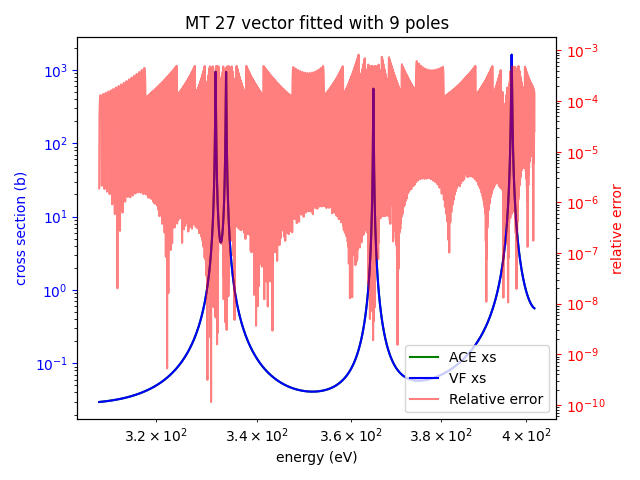 MT 27 vector fitted with 9 poles
cross section (b)
10³
10²
10¹
10⁰
10⁻¹
10⁻³
10⁻⁴
10⁻⁵
10⁻⁶
10⁻⁷
10⁻⁸
10⁻⁹
10⁻¹⁰
relative error
ACE xs
VF xs
Relative error
3.2 × 10² 3.4 × 10² 3.6 × 10² 3.8 × 10² 4 × 10²
energy (eV)